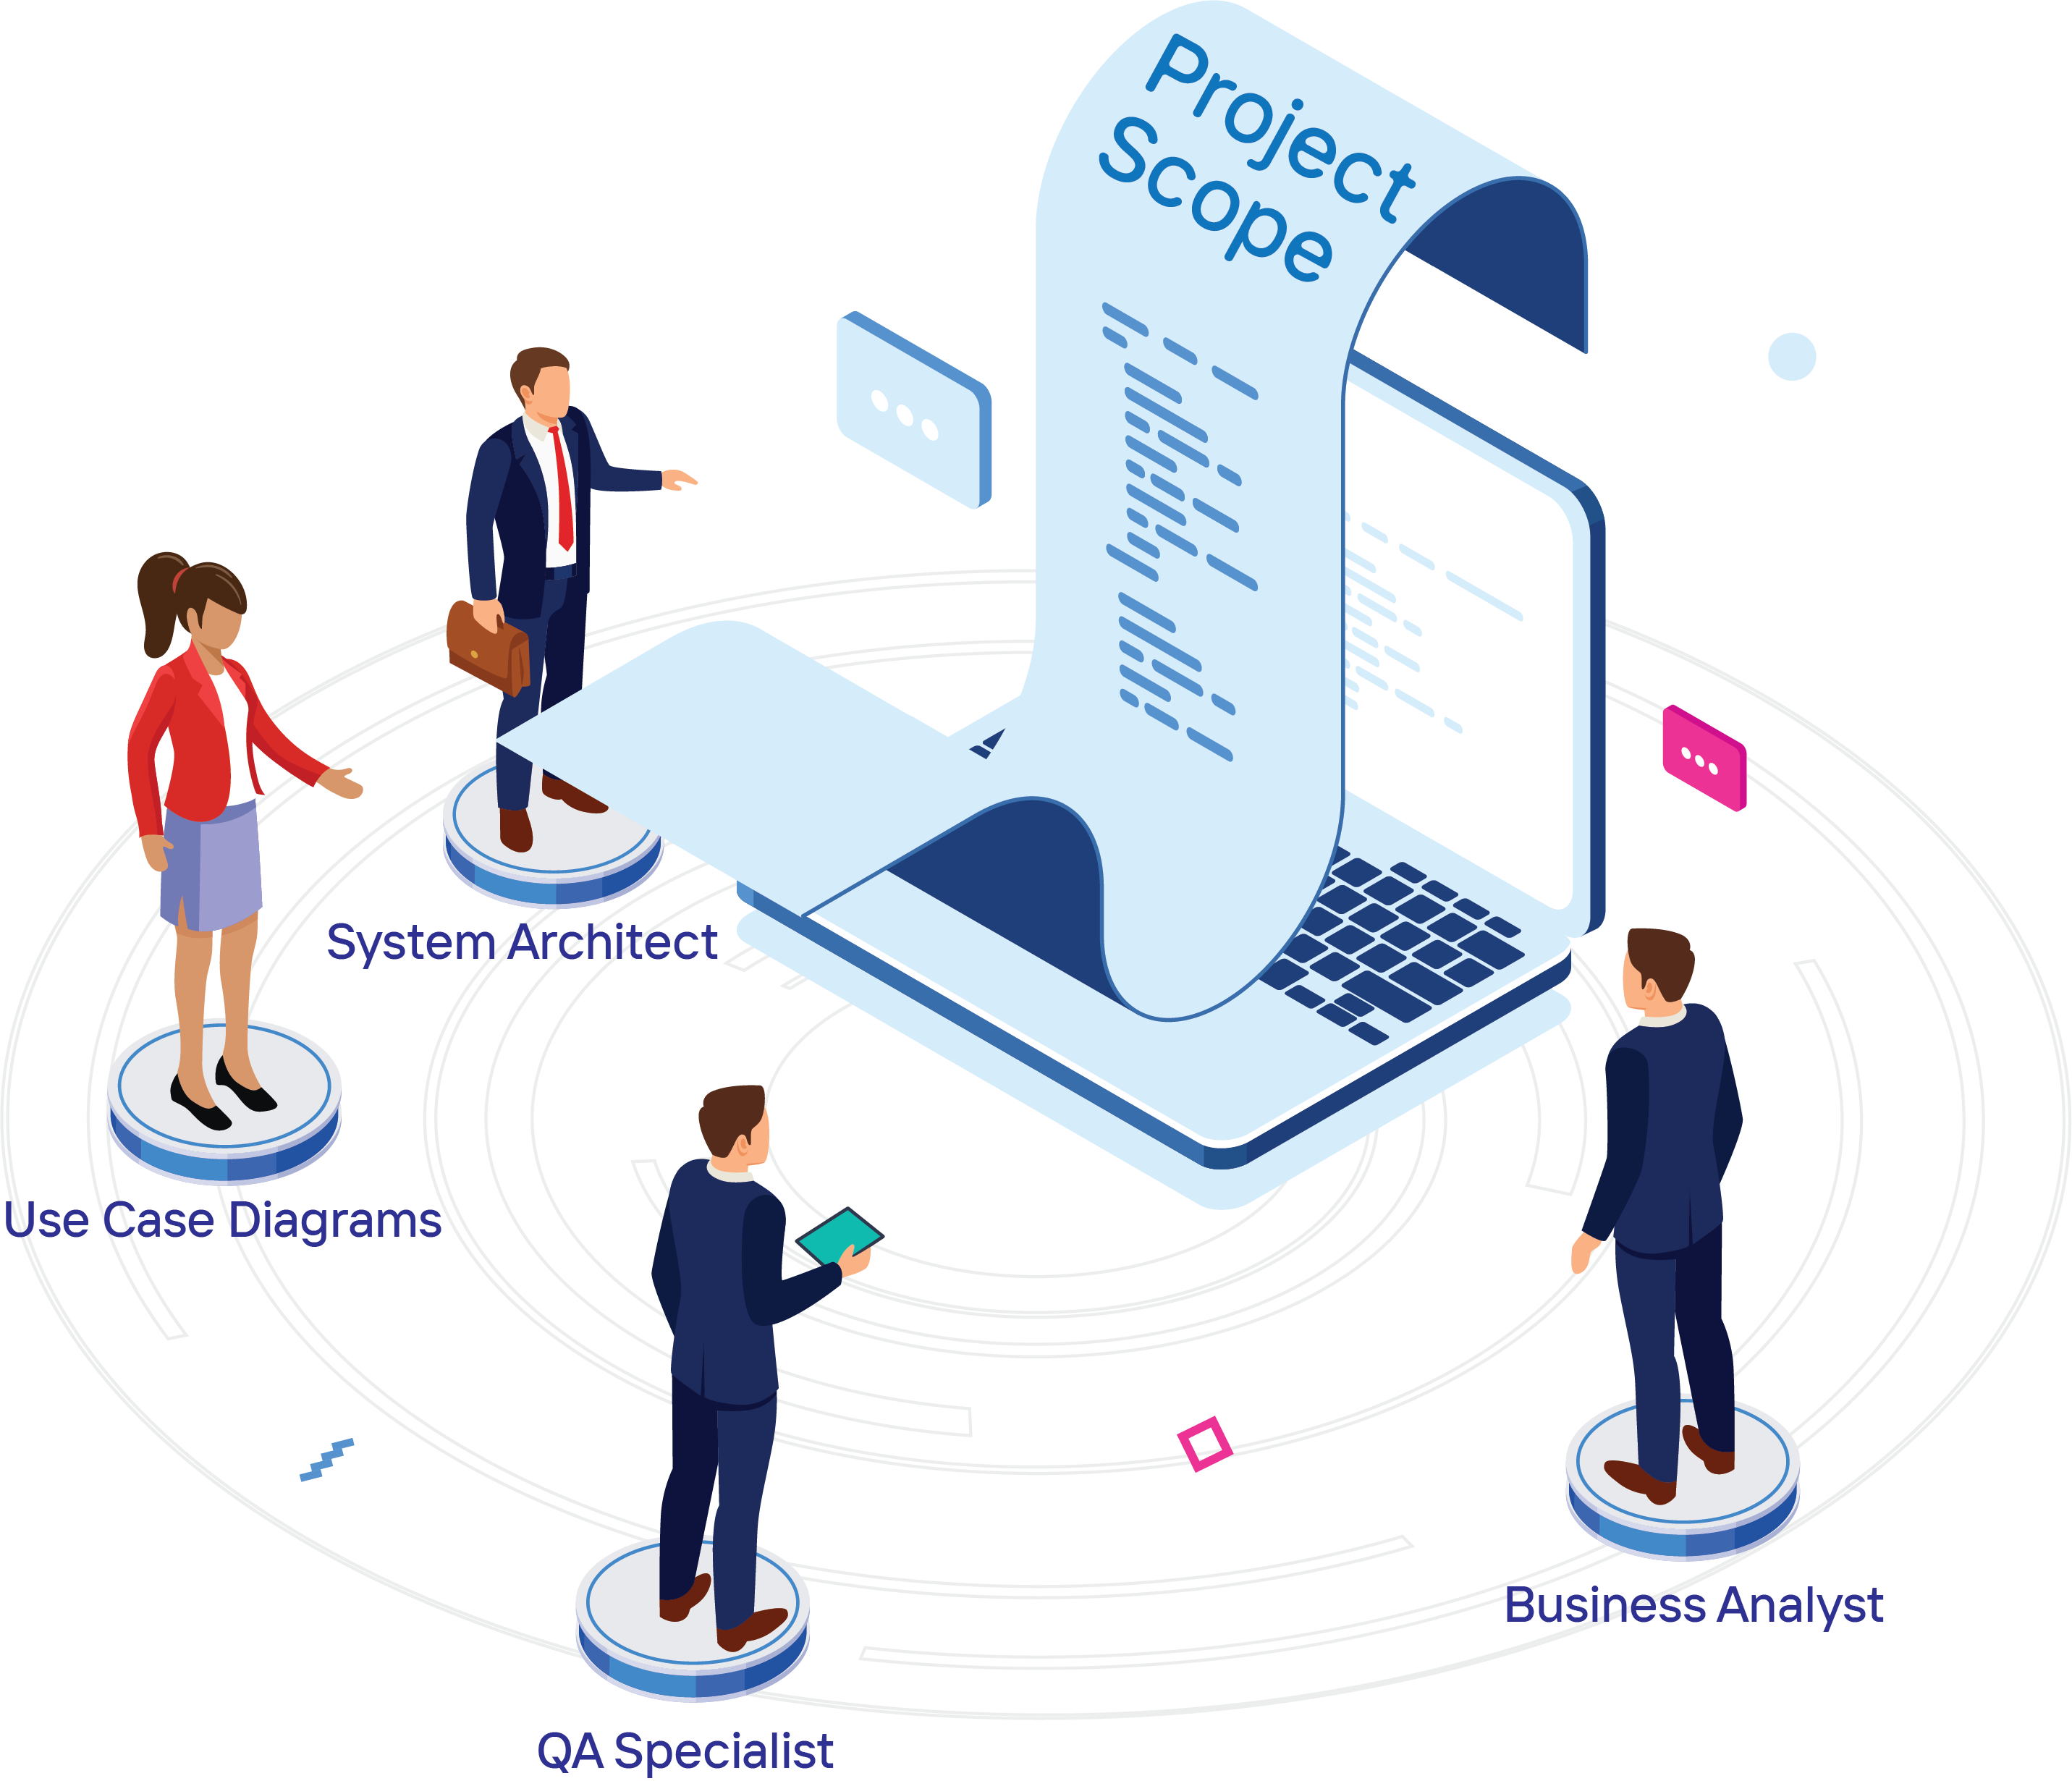 Project
Scope
System Architect
Use Case Diagrams
Business Analyst
QA Specialist